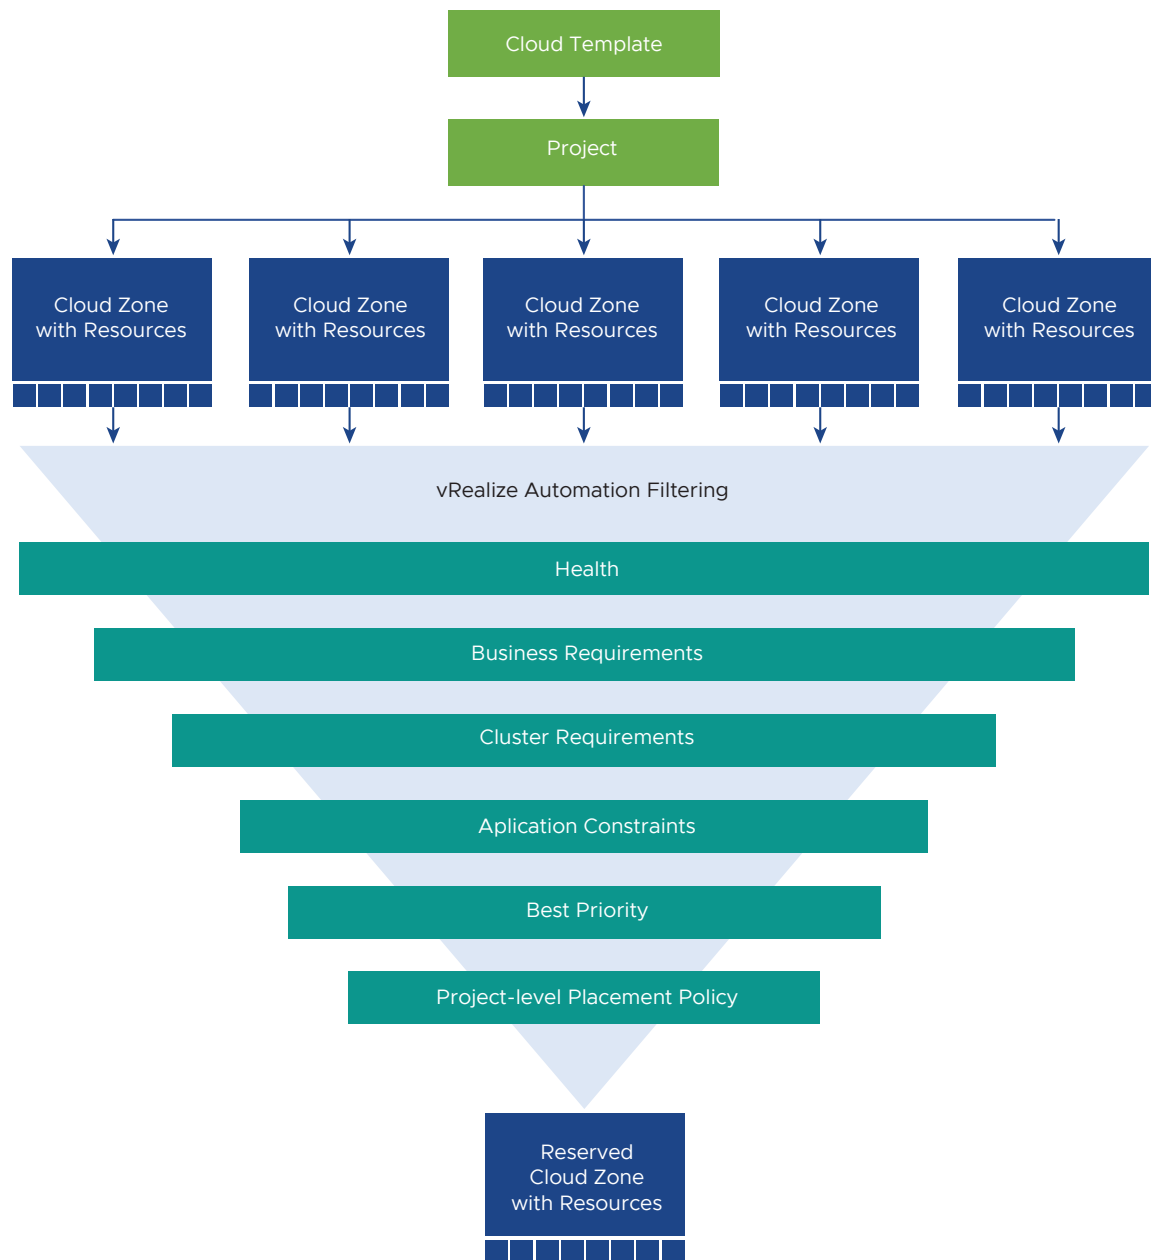 Cloud Template
Project
Cloud Zone
with Resources
Cloud Zone
with Resources
Cloud Zone
with Resources
Cloud Zone
with Resources
Cloud Zone
with Resources
vRealize Automation Filtering
Health
Business Requirements
Cluster Requirements
Aplication Constraints
Best Priority
Project-level Placement Policy
Reserved
Cloud Zone
with Resources